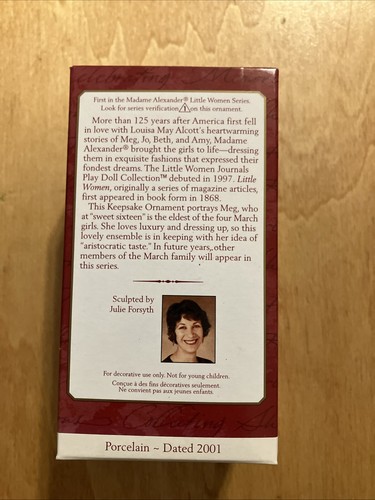 First in the Madame Alexander® Little Women Series.
Look for series verification 1 on this ornament.
More than 125 years after America first fell
in love with Louisa May Alcott's heartwarming
stories of Meg, Jo, Beth, and Amy, Madame
Alexander® brought the girls to life—dressing
them in exquisite fashions that expressed their
fondest dreams. The Little Women Journals
Play Doll Collection™ debuted in 1997. Little
Women, originally a series of magazine articles,
first appeared in book form in 1868.
This Keepsake Ornament portrays Meg, who
at "sweet sixteen" is the eldest of the four March
girls. She loves luxury and dressing up, so this
lovely ensemble is in keeping with her idea of
"aristocratic taste." In future years, other
members of the March family will appear in
this series.
Sculpted by
Julie Forsyth
For decorative use only. Not for young children.
Conçue à des fins décoratives seulement.
Ne convient pas aux jeunes enfants.
Porcelain ~ Dated 2001